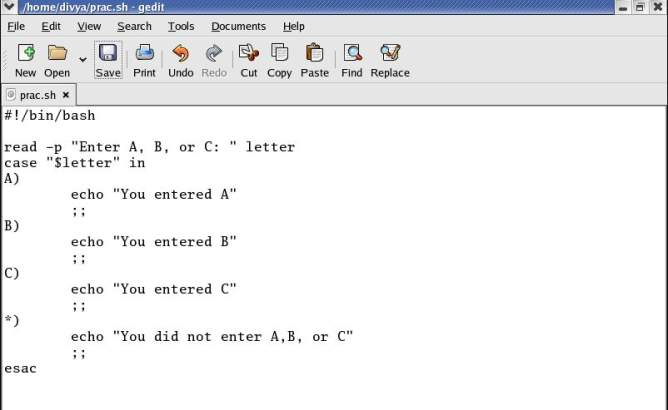 /home/divya/prac.sh - gedit
File Edit View Search Tools Documents Help
New Open Save Print Undo Redo Cut Copy Paste Find Replace
prac.sh ×
#!/bin/bash
read -p "Enter A, B, or C: " letter
case "$letter" in
A)
echo "You entered A"
;;
B)
echo "You entered B"
;;
C)
echo "You entered C"
;;
*)
echo "You did not enter A,B, or C"
;;
esac